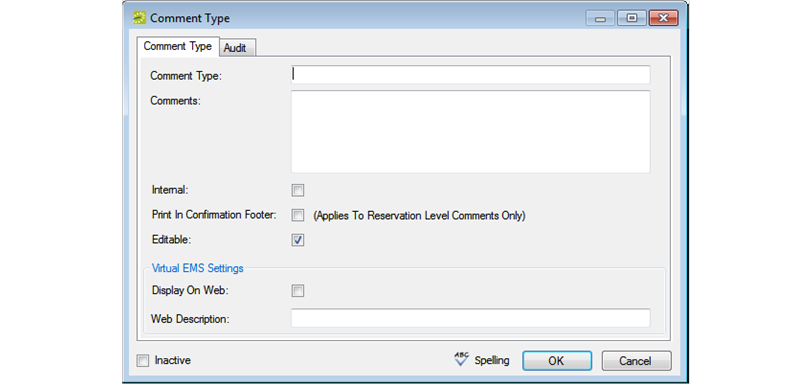 Comment Type
Comment Type Audit
Comment Type:
Comments:
Internal:
Print In Confirmation Footer: (Applies To Reservation Level Comments Only)
Editable:
Virtual EMS Settings
Display On Web:
Web Description:
Inactive ABC Spelling OK Cancel